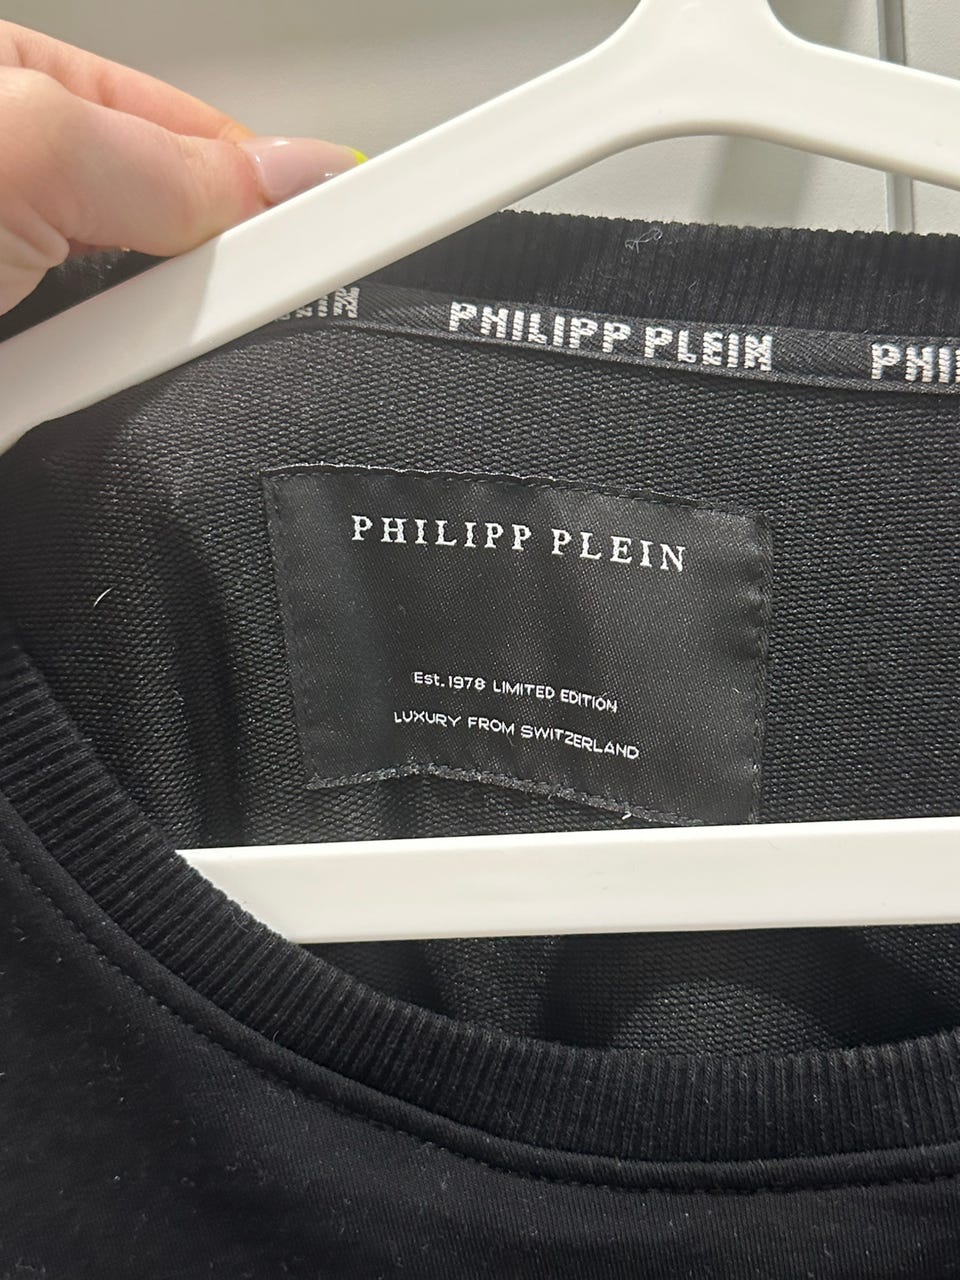 PHILIPP PLEIN
PHILIPP PLEIN
Est.1978 LIMITED EDITION
LUXURY FROM SWITZERLAND